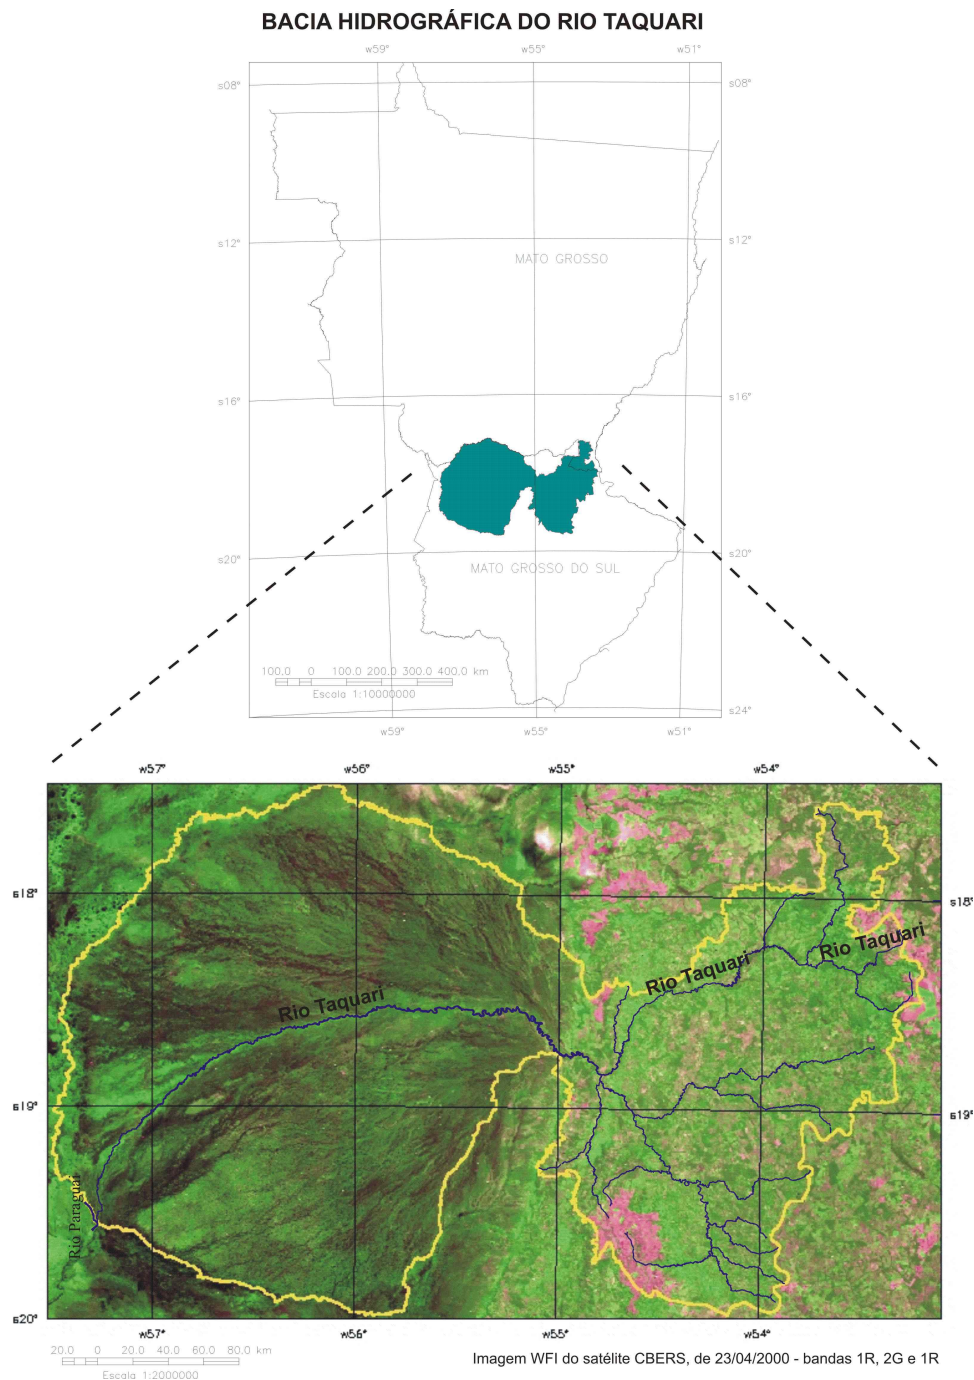 BACIA HIDROGRÁFICA DO RIO TAQUARI
w59° w55° w51°
s08° s08°
s12° s12°
MATO GROSSO
s16° s16°
s20° s20°
MATO GROSSO DO SUL
100.0 0 100.0 200.0 300.0 400.0 km
Escala 1:10000000
s24°
w59° w55° w51°
w57° w56° w55° w54°
s18° s18°
Rio Taquari
Rio Taquari
Rio Taquari
s19° s19°
Rio Paraguai
s20°
w57° w56° w55° w54°
20.0 0 20.0 40.0 60.0 80.0 km
Escala 1:2000000
Imagem WFI do satélite CBERS, de 23/04/2000 - bandas 1R, 2G e 1R